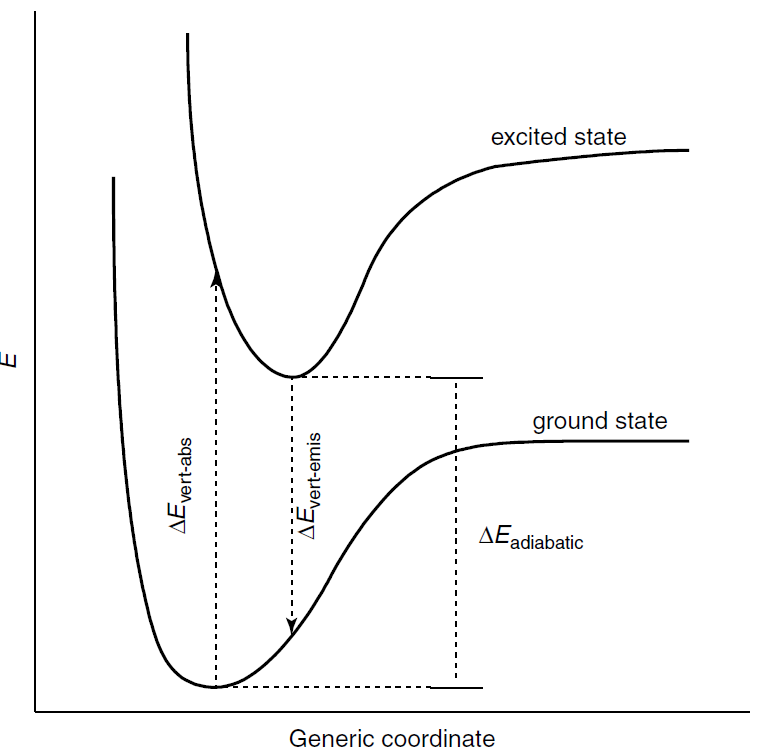 excited state
ground state
E
ΔEvert-abs
ΔEvert-emis
ΔEadiabatic
Generic coordinate